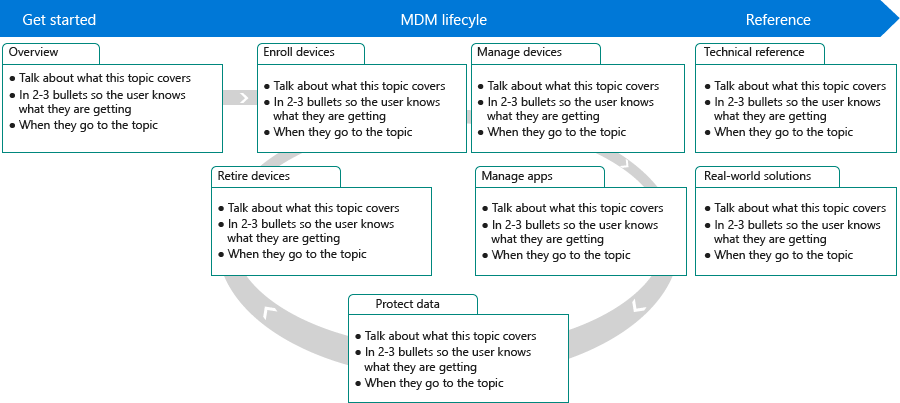 Get started
MDM lifecyle
Reference
Overview
● Talk about what this topic covers
● In 2-3 bullets so the user knows
what they are getting
● When they go to the topic
Enroll devices
● Talk about what this topic covers
● In 2-3 bullets so the user knows
what they are getting
● When they go to the topic
Manage devices
● Talk about what this topic covers
● In 2-3 bullets so the user knows
what they are getting
● When they go to the topic
Technical reference
● Talk about what this topic covers
● In 2-3 bullets so the user knows
what they are getting
● When they go to the topic
Retire devices
● Talk about what this topic covers
● In 2-3 bullets so the user knows
what they are getting
● When they go to the topic
Manage apps
● Talk about what this topic covers
● In 2-3 bullets so the user knows
what they are getting
● When they go to the topic
Real-world solutions
● Talk about what this topic covers
● In 2-3 bullets so the user knows
what they are getting
● When they go to the topic
Protect data
● Talk about what this topic covers
● In 2-3 bullets so the user knows
what they are getting
● When they go to the topic